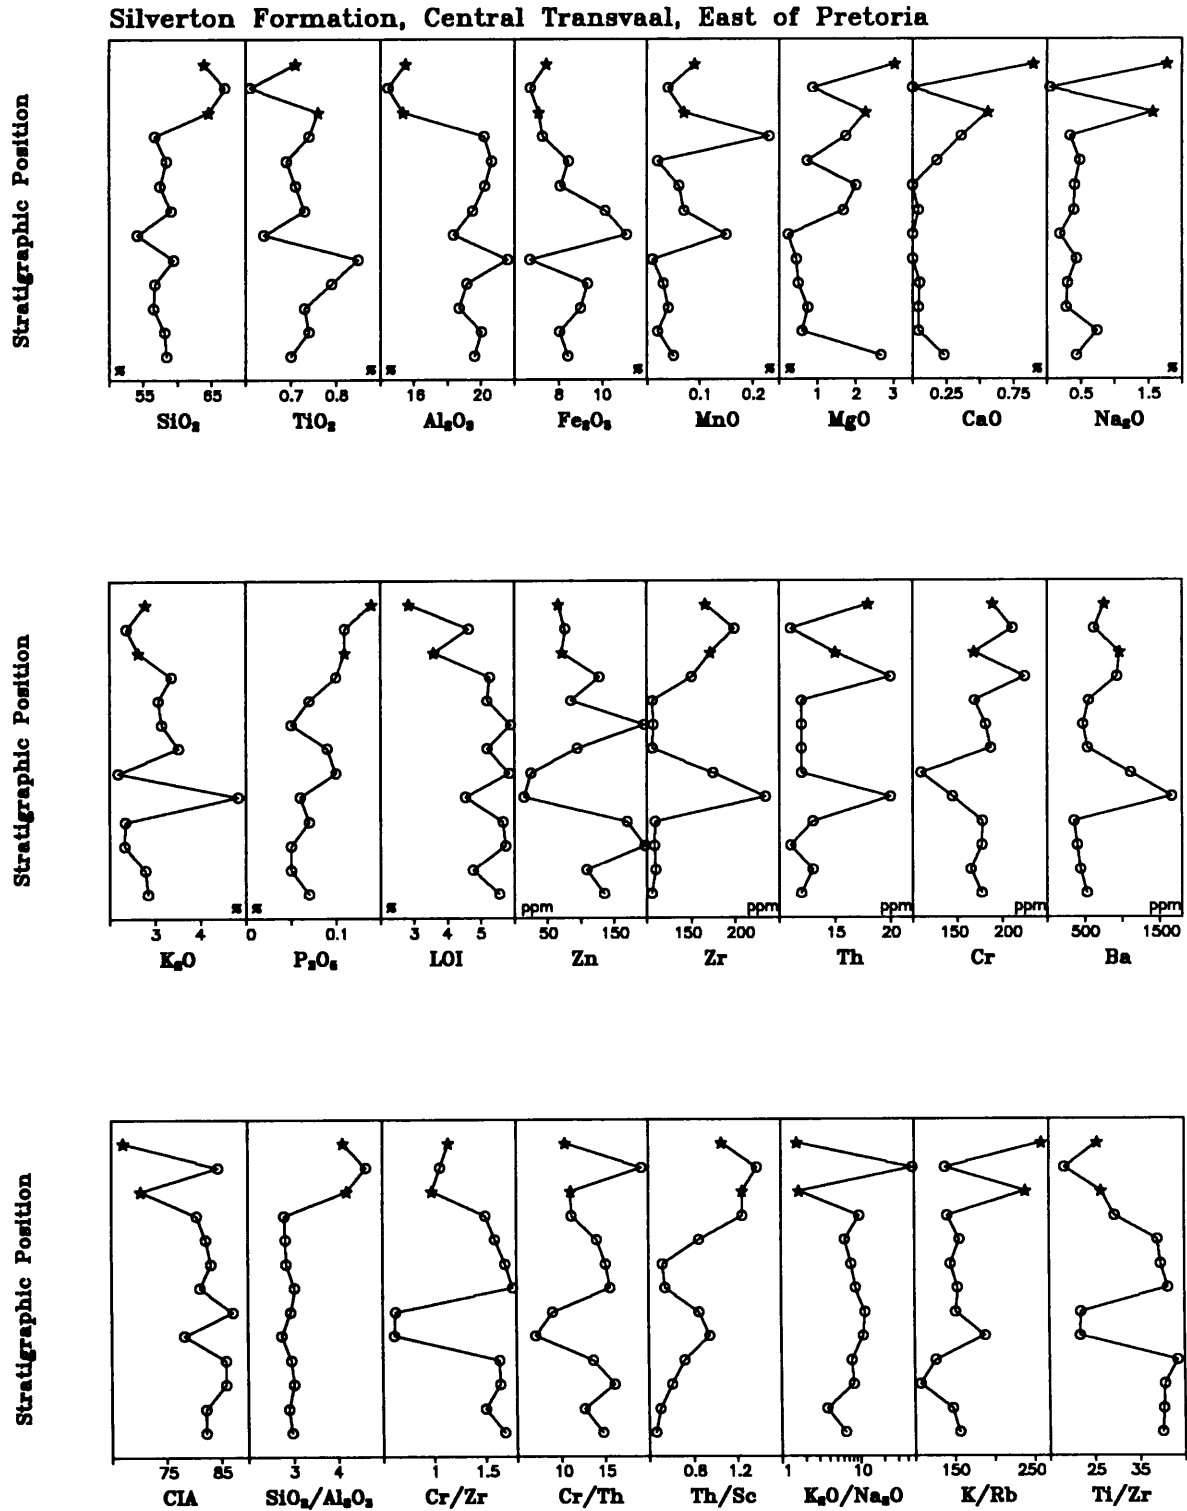 Silverton Formation, Central Transvaal, East of Pretoria
Stratigraphic Position
% % % % % % % %
55 65 0.7 0.8 16 20 8 10 0.1 0.2 1 2 3 0.25 0.75 0.5 1.5
SiO₂ TiO₂ Al₂O₃ Fe₂O₃ MnO MgO CaO Na₂O
Stratigraphic Position
% % % ppm ppm ppm ppm ppm
3 4 0 0.1 3 4 5 50 150 150 200 15 20 150 200 500 1500
K₂O P₂O₅ LOI Zn Zr Th Cr Ba
Stratigraphic Position
75 85 3 4 1 1.5 10 15 0.8 1.2 1 10 150 250 25 35
CIA SiO₂/Al₂O₃ Cr/Zr Cr/Th Th/Sc K₂O/Na₂O K/Rb Ti/Zr